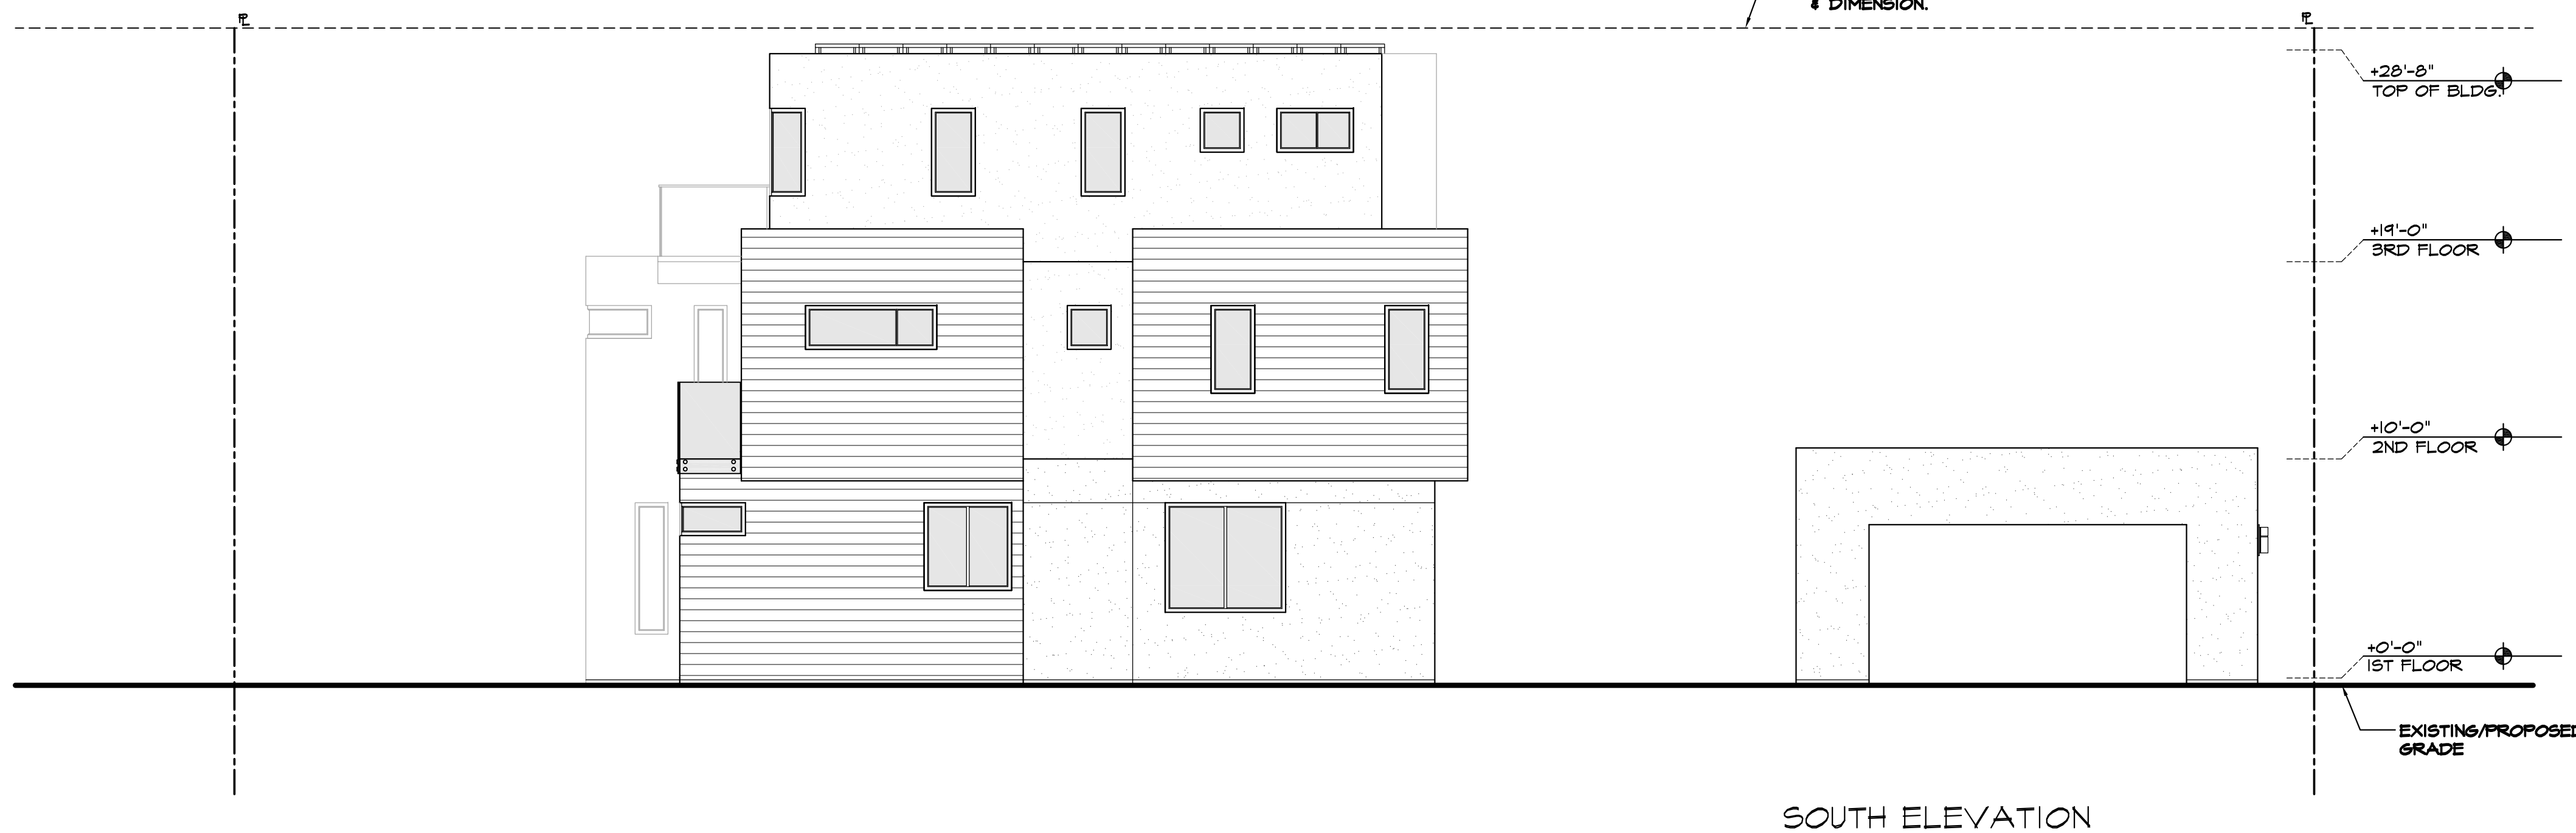 & DIMENSION.
PL
PL
+28'-8"
TOP OF BLDG.
+19'-0"
3RD FLOOR
+10'-0"
2ND FLOOR
+0'-0"
1ST FLOOR
EXISTING/PROPOSED
GRADE
SOUTH ELEVATION